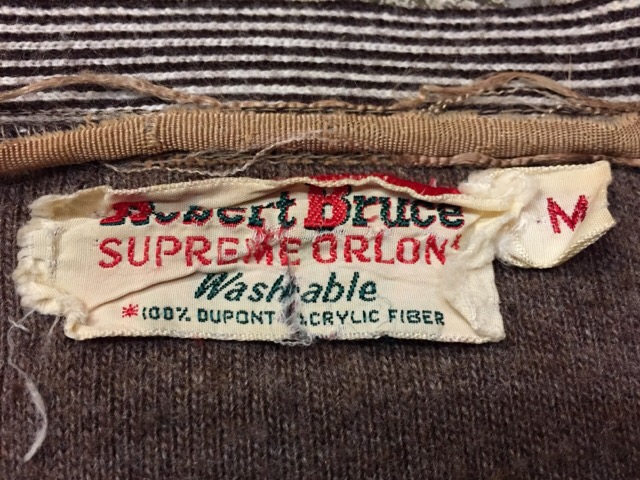 Robert Bruce
SUPREME ORLON*
Washable
*100% DUPONT ACRYLIC FIBER
M